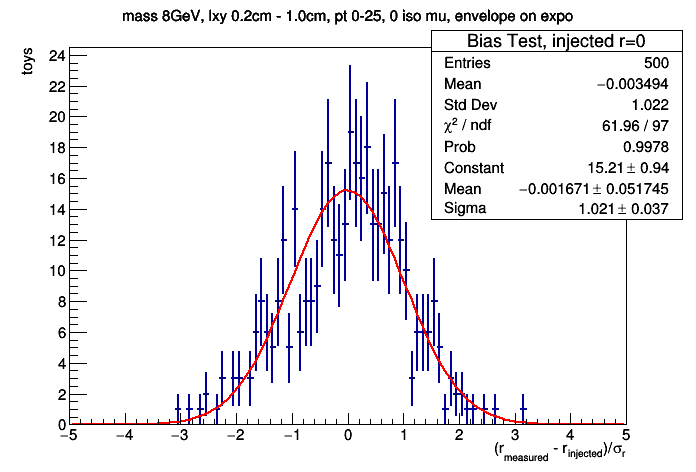 mass 8GeV, lxy 0.2cm - 1.0cm, pt 0-25, 0 iso mu, envelope on expo
Bias Test, injected r=0
Entries 500
Mean −0.003494
Std Dev 1.022
χ² / ndf 61.96 / 97
Prob 0.9978
Constant 15.21 ± 0.94
Mean −0.001671 ± 0.051745
Sigma 1.021 ± 0.037
toys
24
22
20
18
16
14
12
10
8
6
4
2
0
−5 −4 −3 −2 −1 0 1 2 3 4 5
(r_measured - r_injected)/σ_r